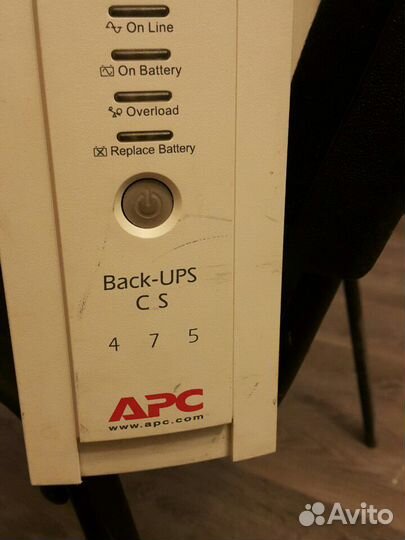 On Line
On Battery
Overload
Replace Battery
Back-UPS
CS
4 7 5
APC
www.apc.com
Avito